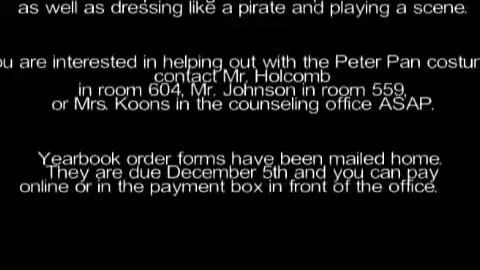 as well as dressing like a pirate and playing a scene.
ou are interested in helping out with the Peter Pan costum
contact Mr. Holcomb
in room 604, Mr. Johnson in room 559,
or Mrs. Koons in the counseling office ASAP.
Yearbook order forms have been mailed home.
They are due December 5th and you can pay
online or in the payment box in front of the office.